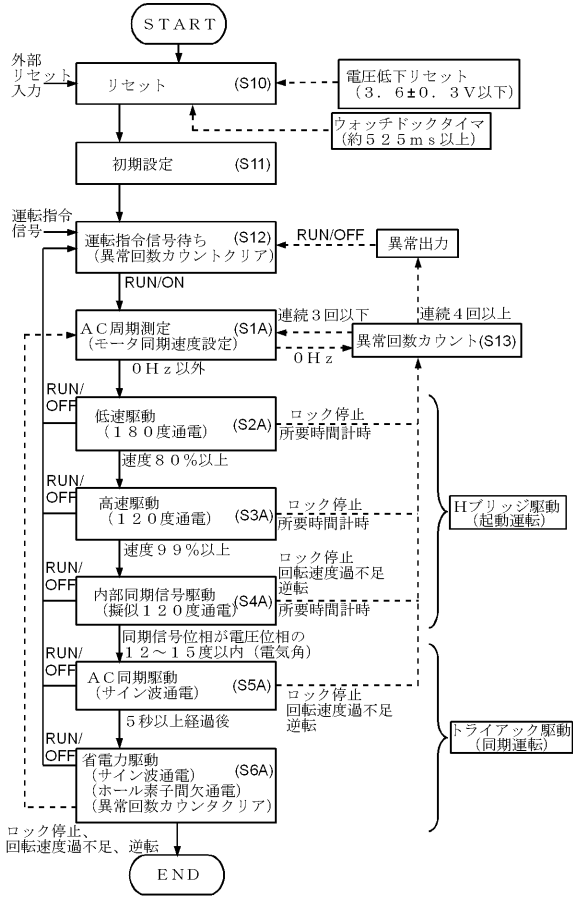 ＳＴＡＲＴ
外部
リセット
入力
リセット
(S10)
電圧低下リセット
（３．６±０．３Ｖ以下）
ウォッチドックタイマ
（約５２５ｍｓ以上）
初期設定
(S11)
運転指令
信号
運転指令信号待ち
(S12)
（異常回数カウントクリア）
RUN/OFF
異常出力
RUN/ON
連続３回以下
連続４回以上
ＡＣ周期測定
(S1A)
（モータ同期速度設定）
０Ｈｚ
異常回数カウント(S13)
０Ｈｚ以外
RUN/
OFF
低速駆動
(S2A)
（１８０度通電）
ロック停止
所要時間計時
速度８０％以上
RUN/
OFF
高速駆動
(S3A)
（１２０度通電）
ロック停止
所要時間計時
Ｈブリッジ駆動
（起動運転）
速度９９％以上
RUN/
OFF
内部同期信号駆動
(S4A)
（擬似１２０度通電）
ロック停止
回転速度過不足
逆転
所要時間計時
同期信号位相が電圧位相の
１２～１５度以内（電気角）
RUN/
OFF
ＡＣ同期駆動
(S5A)
（サイン波通電）
ロック停止
回転速度過不足
逆転
５秒以上経過後
トライアック駆動
（同期運転）
RUN/
OFF
省電力駆動
(S6A)
（サイン波通電）
（ホール素子間欠通電）
（異常回数カウンタクリア）
ロック停止、
回転速度過不足、逆転
ＥＮＤ